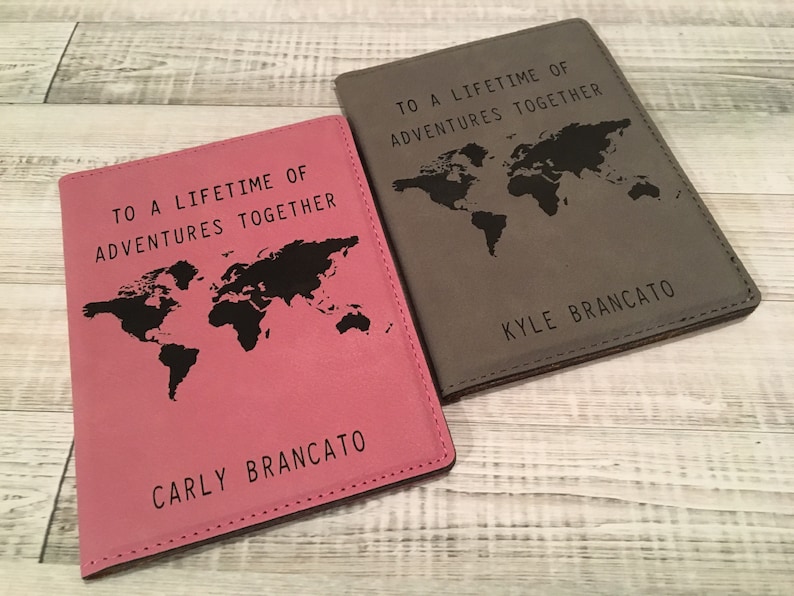 TO A LIFETIME OF
ADVENTURES TOGETHER
CARLY BRANCATO
TO A LIFETIME OF
ADVENTURES TOGETHER
KYLE BRANCATO